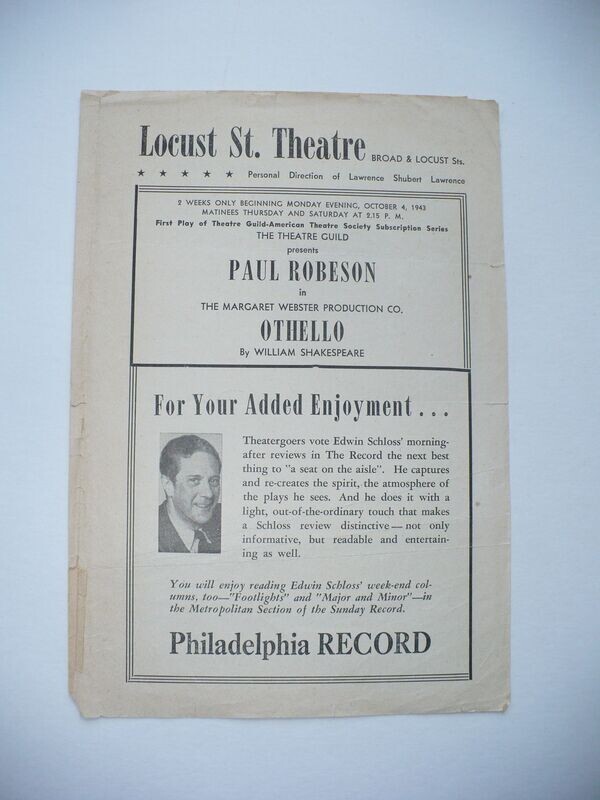 Locust St. Theatre BROAD & LOCUST Sts.
★ ★ ★ ★ ★ Personal Direction of Lawrence Shubert Lawrence
2 WEEKS ONLY BEGINNING MONDAY EVENING, OCTOBER 4, 1943
MATINEES THURSDAY AND SATURDAY AT 2.15 P. M.
First Play of Theatre Guild-American Theatre Society Subscription Series
THE THEATRE GUILD
presents
PAUL ROBESON
in
THE MARGARET WEBSTER PRODUCTION CO.
OTHELLO
By WILLIAM SHAKESPEARE
For Your Added Enjoyment . . .
Theatergoers vote Edwin Schloss' morning-
after reviews in The Record the next best
thing to "a seat on the aisle". He captures
and re-creates the spirit, the atmosphere of
the plays he sees. And he does it with a
light, out-of-the-ordinary touch that makes
a Schloss review distinctive—not only
informative, but readable and entertain-
ing as well.
You will enjoy reading Edwin Schloss' week-end col-
umns, too—"Footlights" and "Major and Minor"—in
the Metropolitan Section of the Sunday Record.
Philadelphia RECORD